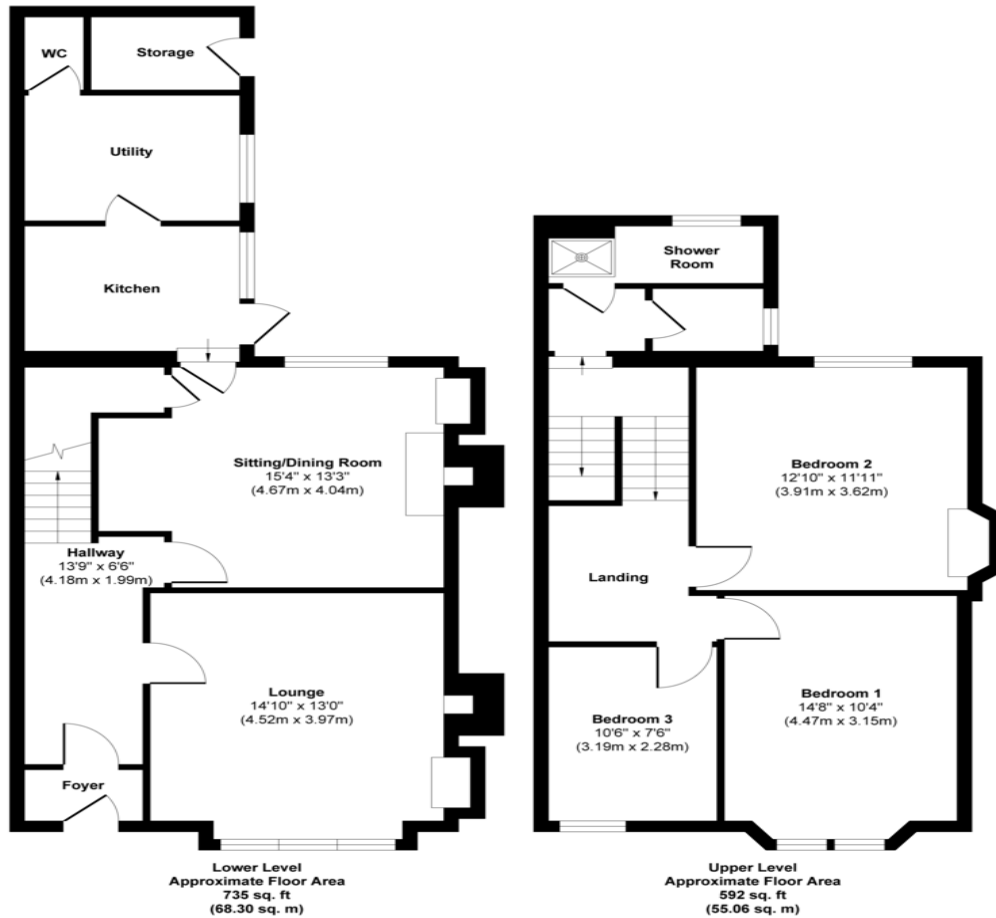 WC
Storage
Utility
Kitchen
Sitting/Dining Room
15'4" x 13'3"
(4.67m x 4.04m)
Hallway
13'9" x 6'6"
(4.18m x 1.99m)
Lounge
14'10" x 13'0"
(4.52m x 3.97m)
Foyer
Lower Level
Approximate Floor Area
735 sq. ft
(68.30 sq. m)
Shower
Room
Bedroom 2
12'10" x 11'11"
(3.91m x 3.62m)
Landing
Bedroom 1
14'8" x 10'4"
(4.47m x 3.15m)
Bedroom 3
10'6" x 7'6"
(3.19m x 2.28m)
Upper Level
Approximate Floor Area
592 sq. ft
(55.06 sq. m)